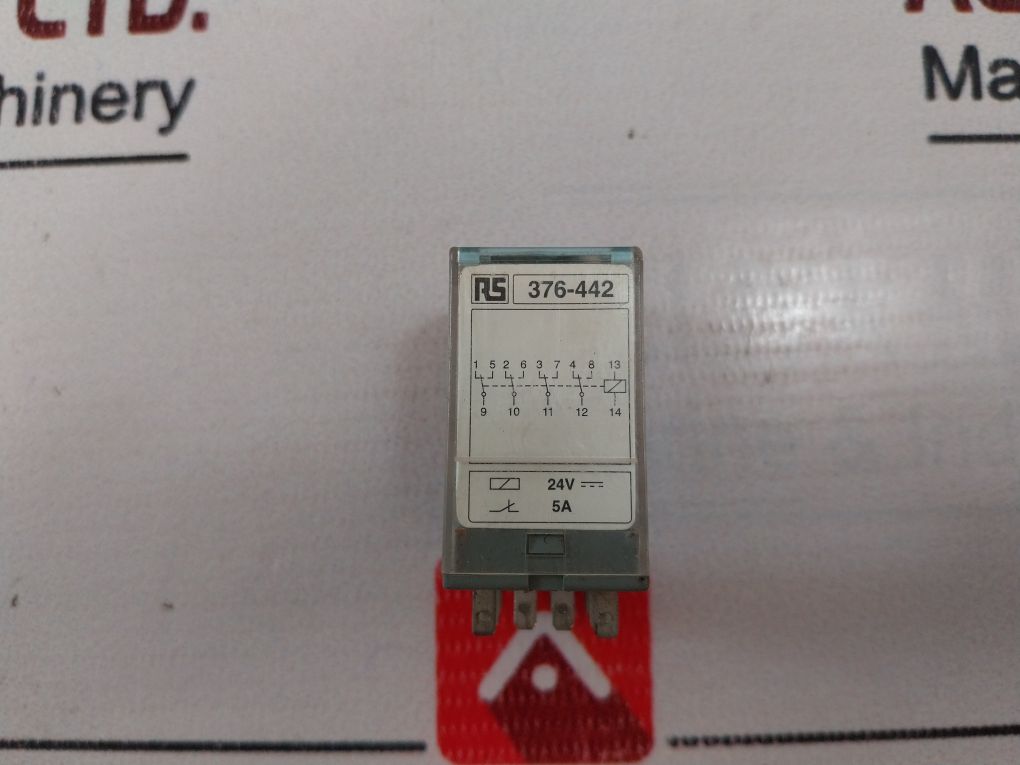 LTD.
hinery
Ma
RS 376-442
1 5 2 6 3 7 4 8 13
9 10 11 12 14
24V
5A